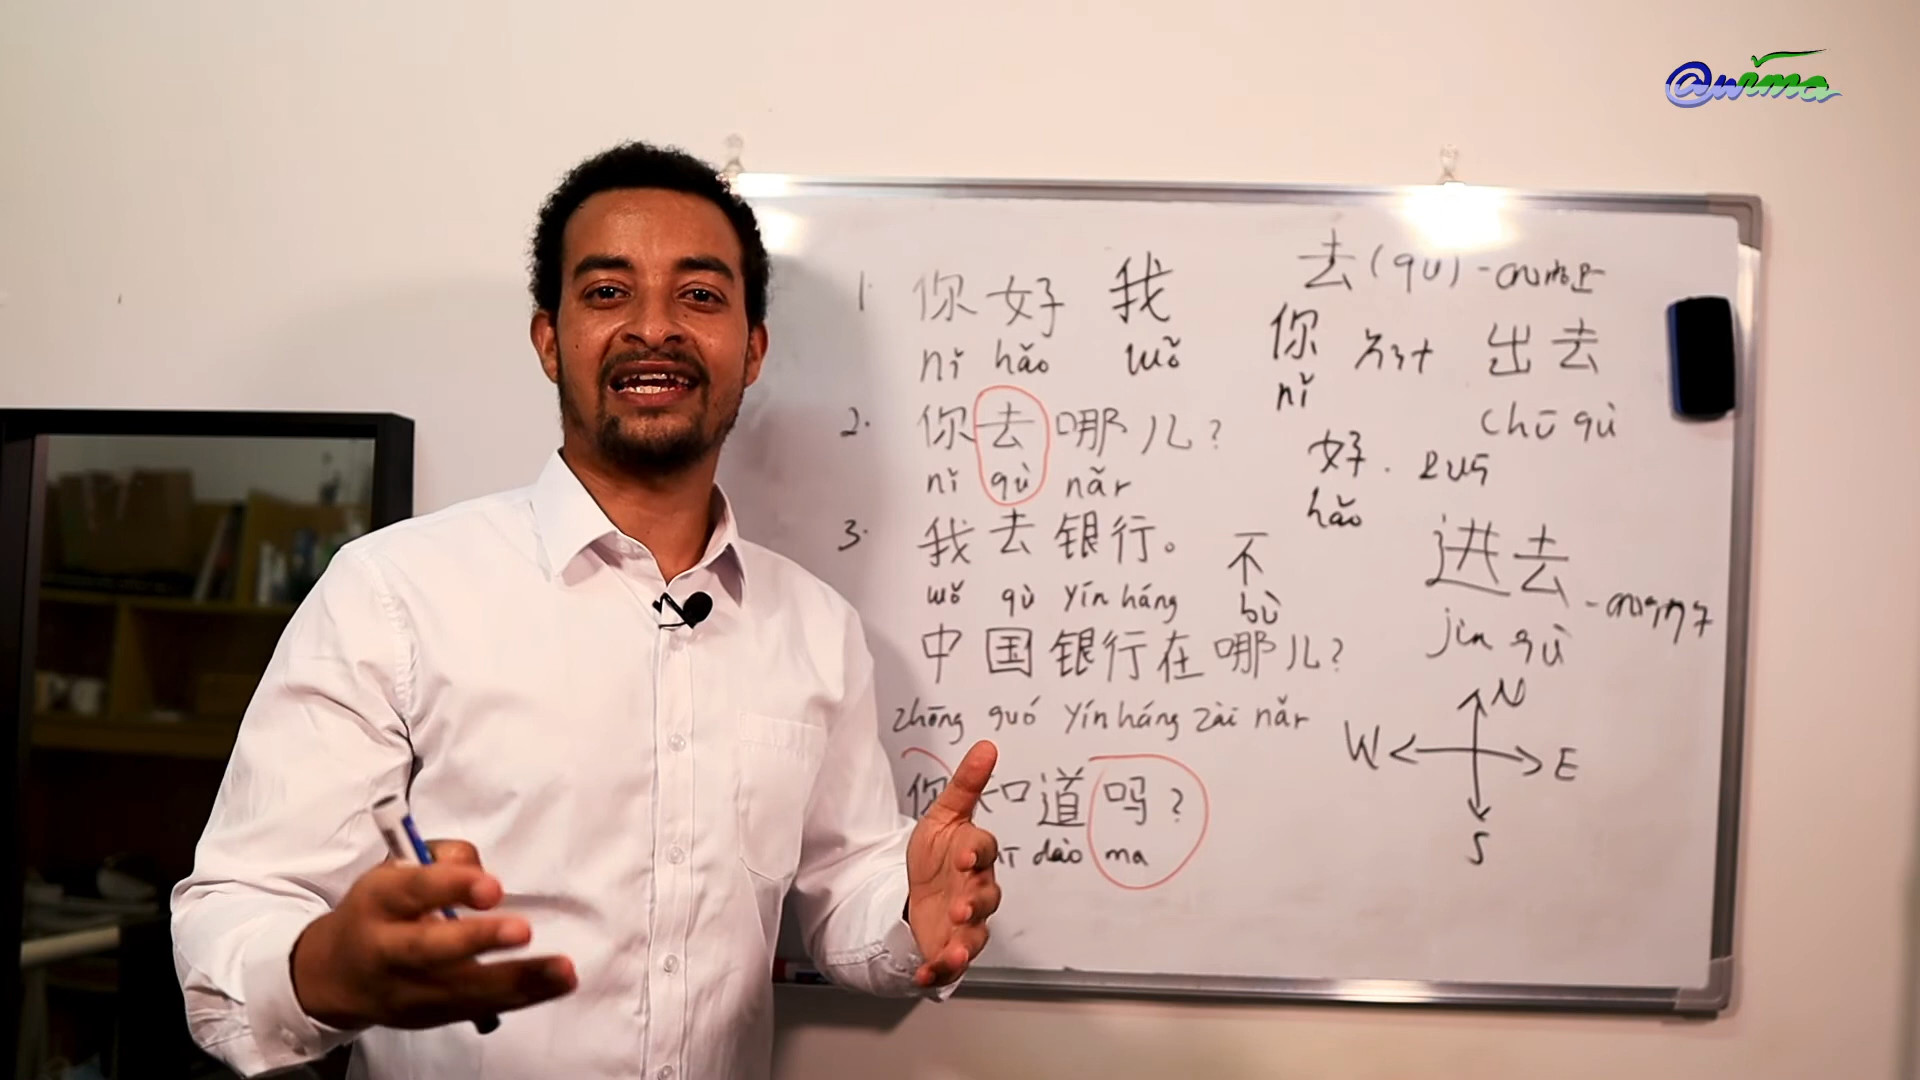 @wima
1. 你好 我
nǐ hǎo wǒ
2. 你去哪儿?
nǐ qù nǎr
3. 我去银行。 不
wǒ qù yín háng bù
中国银行在哪儿?
zhōng guó yín háng zài nǎr
你知道吗?
dào ma
去(qù) -
你 出去
nǐ chū qù
好.
hǎo
进去 -
jìn qù
N
W E
S